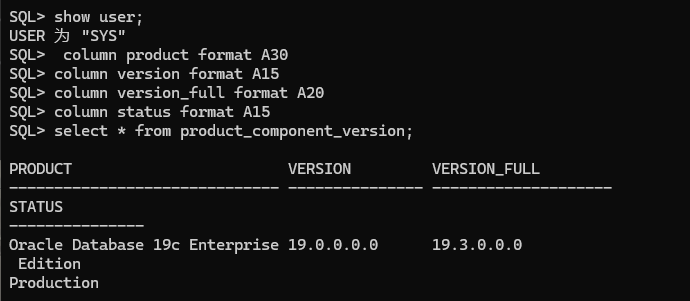 SQL> show user;
USER 为 "SYS"
SQL>  column product format A30
SQL> column version format A15
SQL> column version_full format A20
SQL> column status format A15
SQL> select * from product_component_version;
PRODUCT                        VERSION         VERSION_FULL
------------------------------ --------------- --------------------
STATUS
---------------
Oracle Database 19c Enterprise 19.0.0.0.0      19.3.0.0.0
 Edition
Production